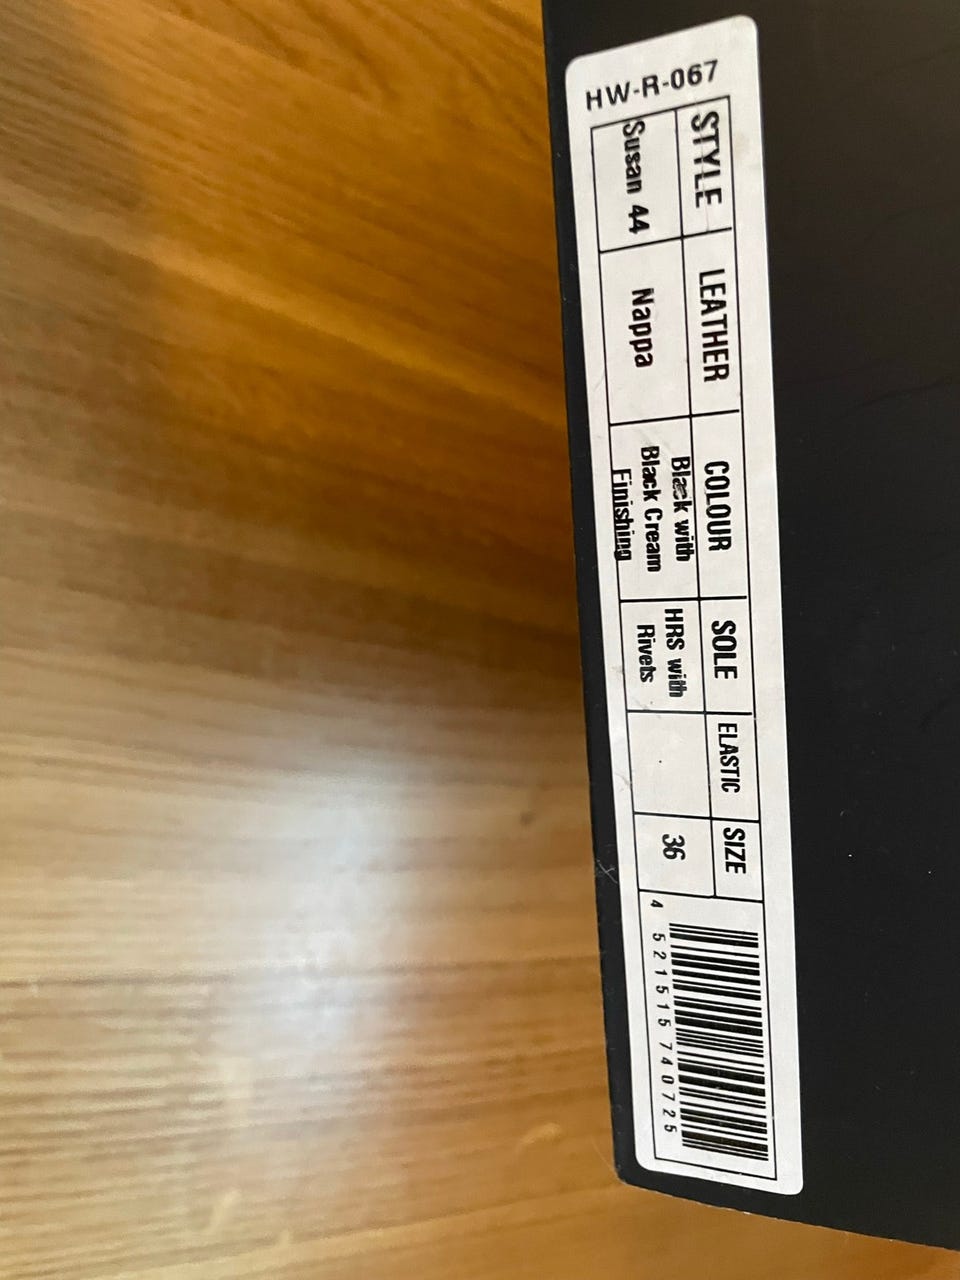 HW-R-067
STYLE LEATHER COLOUR SOLE ELASTIC SIZE
Susan 44 Nappa Black with Black Cream Finishing HRS with Rivets 36
4 521515 740725